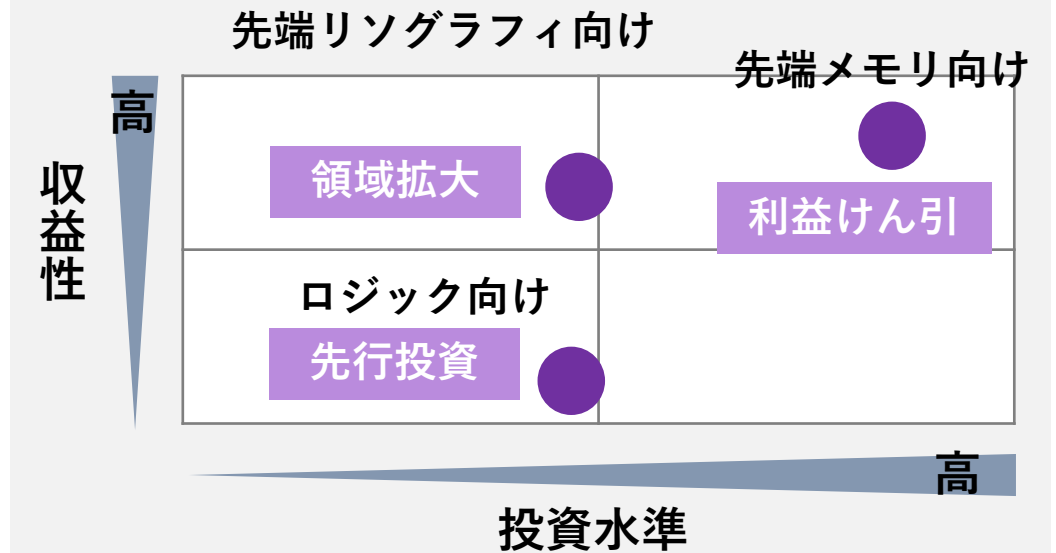 先端リソグラフィ向け
先端メモリ向け
高
収益性
領域拡大
利益けん引
ロジック向け
先行投資
高
投資水準